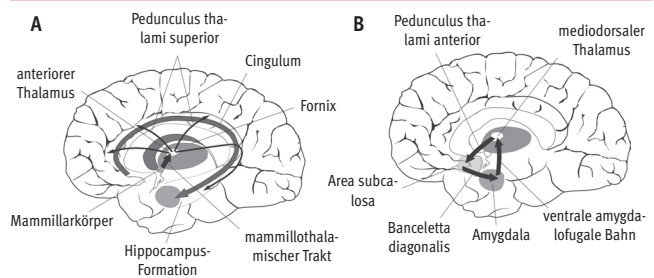 A
Pedunculus tha-
lami superior
Cingulum
anteriorer
Thalamus
Fornix
Mammillarkörper
Hippocampus-
Formation
mammillothala-
mischer Trakt
B
Pedunculus tha-
lami anterior
mediodorsaler
Thalamus
Area subca-
losa
Banceletta
diagonalis
Amygdala
ventrale amygda-
lofugale Bahn